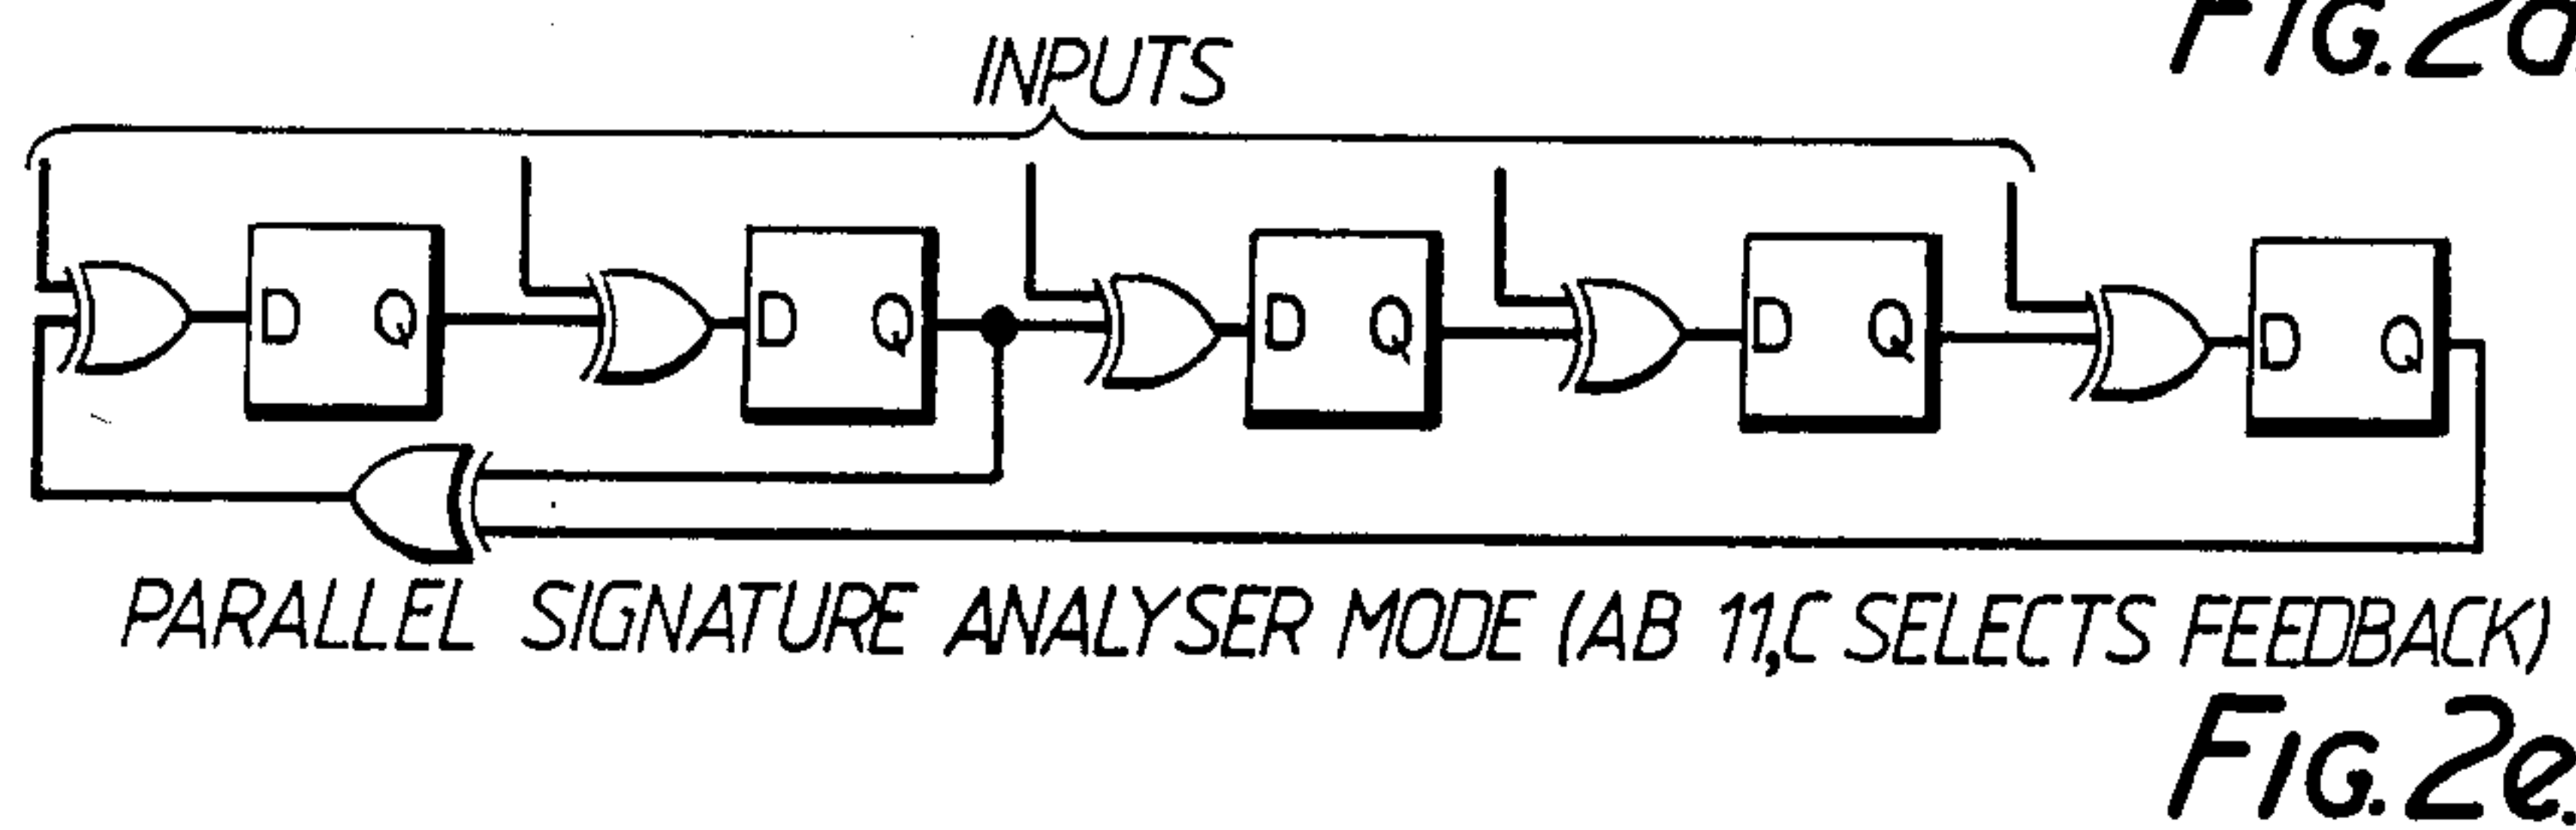 FIG. 2d.
INPUTS
D Q D Q D Q D Q D Q
PARALLEL SIGNATURE ANALYSER MODE (AB 11,C SELECTS FEEDBACK)
FIG. 2e.